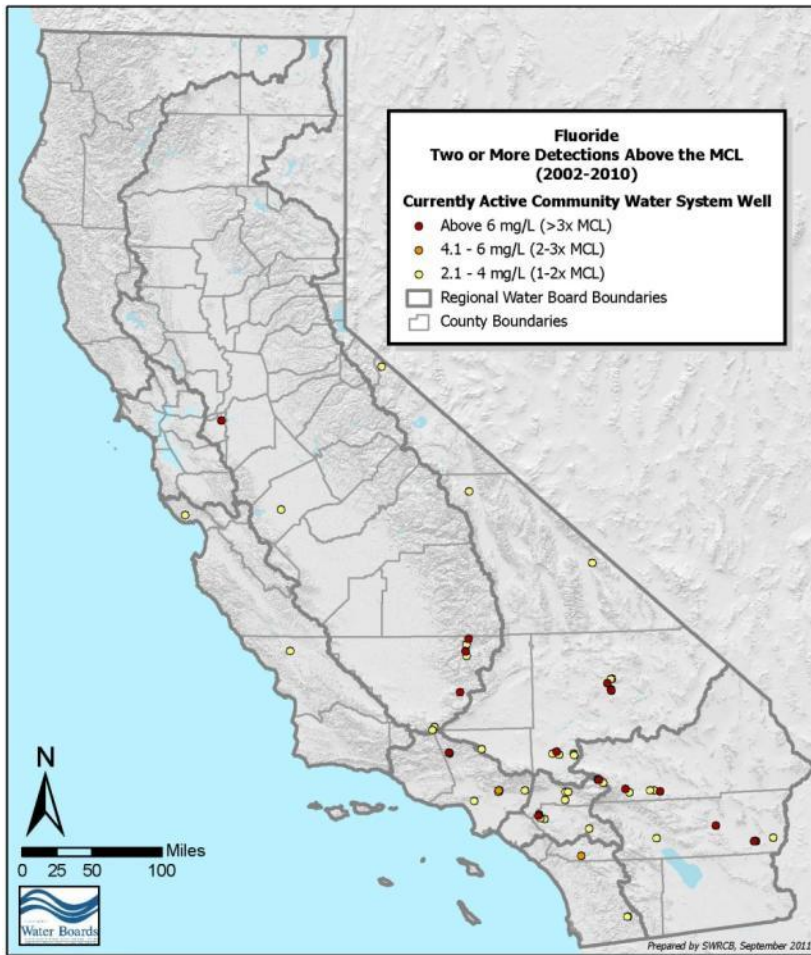 Fluoride
Two or More Detections Above the MCL
(2002-2010)
Currently Active Community Water System Well
Above 6 mg/L (>3x MCL)
4.1 - 6 mg/L (2-3x MCL)
2.1 - 4 mg/L (1-2x MCL)
Regional Water Board Boundaries
County Boundaries
N
Miles
0 25 50 100
Water Boards
Prepared by SWRCB, September 2011